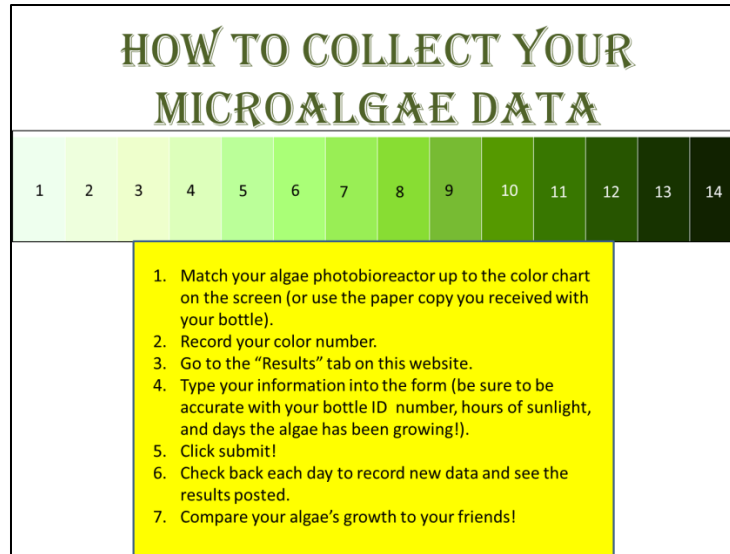 HOW TO COLLECT YOUR
MICROALGAE DATA
1 2 3 4 5 6 7 8 9 10 11 12 13 14
1. Match your algae photobioreactor up to the color chart
on the screen (or use the paper copy you received with
your bottle).
2. Record your color number.
3. Go to the “Results” tab on this website.
4. Type your information into the form (be sure to be
accurate with your bottle ID number, hours of sunlight,
and days the algae has been growing!).
5. Click submit!
6. Check back each day to record new data and see the
results posted.
7. Compare your algae’s growth to your friends!